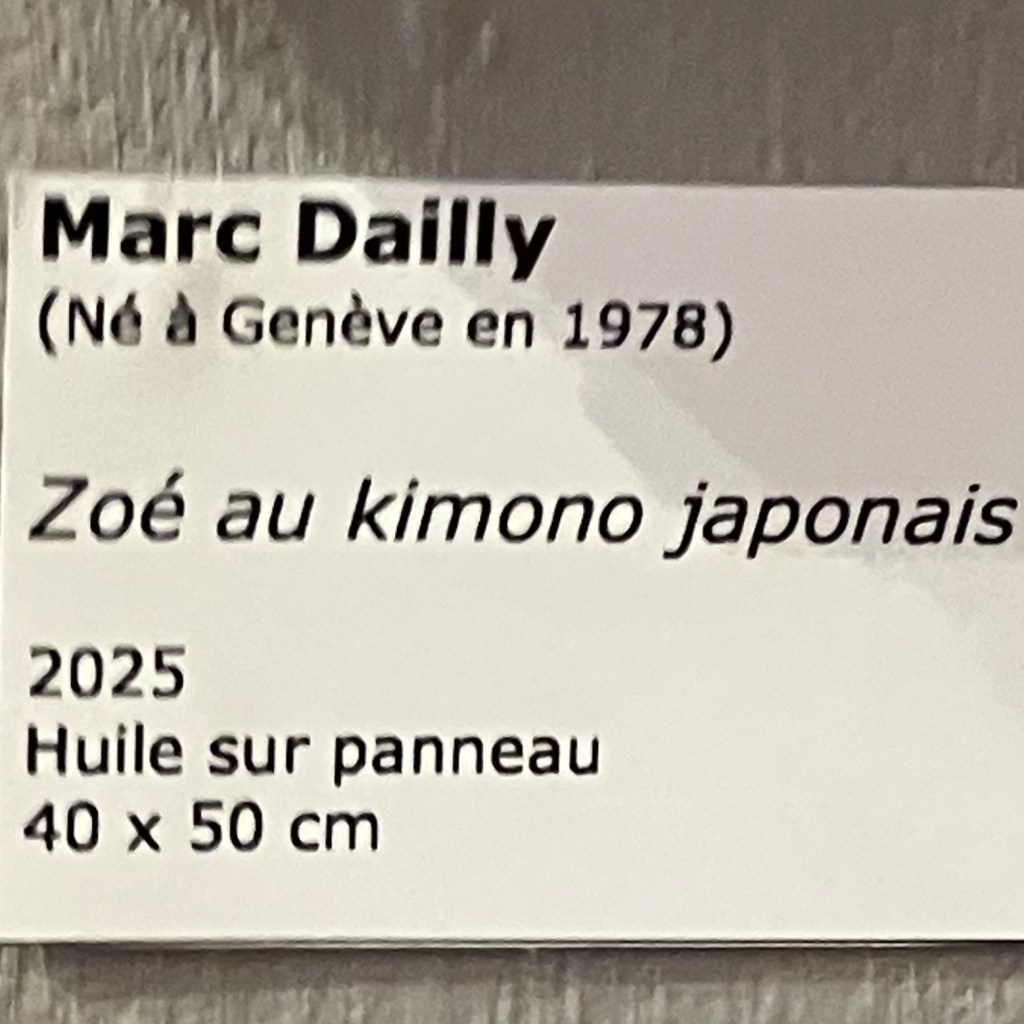 Marc Dailly
(Né à Genève en 1978)
Zoé au kimono japonais
2025
Huile sur panneau
40 x 50 cm